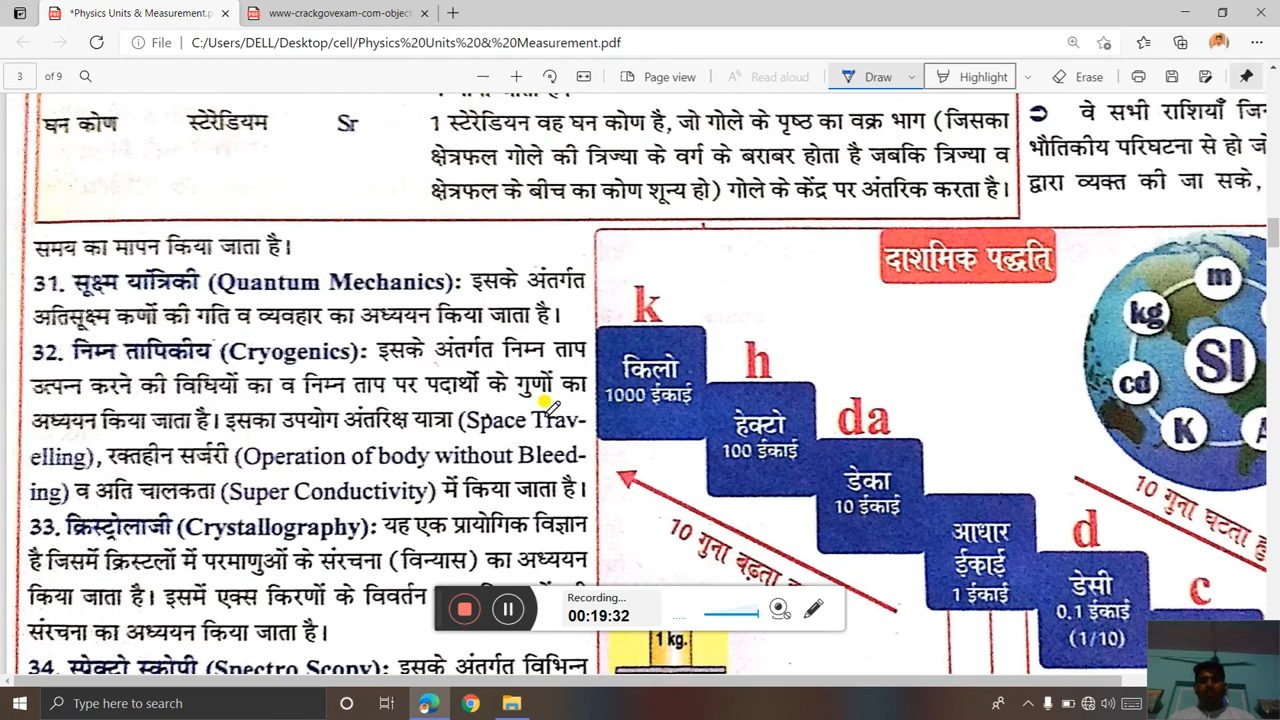 *Physics Units & Measurement.p
www-crackgovexam-com-object
File
C:/Users/DELL/Desktop/cell/Physics%20Units%20&%20Measurement.pdf
3
of 9
Page view
Read aloud
Draw
Highlight
Erase
घन कोण स्टेरेडियम Sr
1 स्टेरेडियन वह घन कोण है, जो गोले के पृष्ठ का वक्र भाग (जिसका
क्षेत्रफल गोले की त्रिज्या के वर्ग के बराबर होता है जबकि त्रिज्या व
क्षेत्रफल के बीच का कोण शून्य हो) गोले के केंद्र पर अंतरिक करता है।
वे सभी राशियाँ जिन
भौतिकीय परिघटना से हो जो
द्वारा व्यक्त की जा सके,
समय का मापन किया जाता है।
31. सूक्ष्म यांत्रिकी (Quantum Mechanics): इसके अंतर्गत
अतिसूक्ष्म कणों की गति व व्यवहार का अध्ययन किया जाता है।
32. निम्न तापिकीय (Cryogenics): इसके अंतर्गत निम्न ताप
उत्पन्न करने की विधियों का व निम्न ताप पर पदार्थो के गुणों का
अध्ययन किया जाता है। इसका उपयोग अंतरिक्ष यात्रा (Space Trav-
elling), रक्तहीन सर्जरी (Operation of body without Bleed-
ing) व अति चालकता (Super Conductivity) में किया जाता है।
33. क्रिस्ट्रोलाजी (Crystallography): यह एक प्रायोगिक विज्ञान
है जिसमें क्रिस्टलों में परमाणुओं के संरचना (विन्यास) का अध्ययन
किया जाता है। इसमें एक्स किरणों के विवर्तन
संरचना का अध्ययन किया जाता है।
34. स्पेक्ट्रो स्कोपी (Spectro Scopy): इसके अंतर्गत विभिन्न
दाशमिक पद्धति
k
किलो
1000 ईकाई
h
हेक्टो
100 ईकाई
da
डेका
10 ईकाई
आधार
ईकाई
1 ईकाई
d
डेसी
0.1 ईकाई
(1/10)
c
10 गुना बढ़ता
10 गुना घटता
m
kg
cd
K
A
SI
1 kg.
Recording...
00:19:32
Type here to search